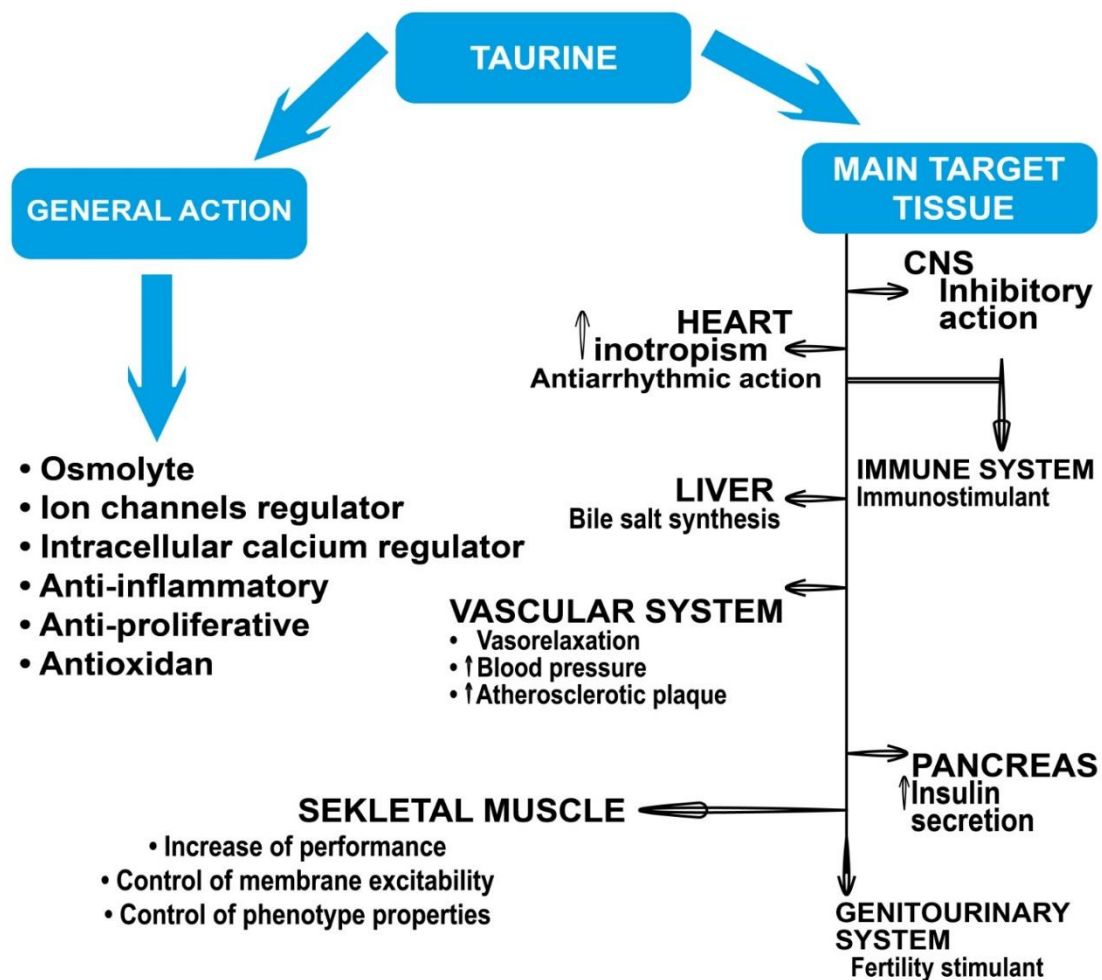 TAURINE
GENERAL ACTION
• Osmolyte
• Ion channels regulator
• Intracellular calcium regulator
• Anti-inflammatory
• Anti-proliferative
• Antioxidan
MAIN TARGET
TISSUE
CNS
Inhibitory
action
HEART
↑ inotropism
Antiarrhythmic action
IMMUNE SYSTEM
Immunostimulant
LIVER
Bile salt synthesis
VASCULAR SYSTEM
• Vasorelaxation
• ↑ Blood pressure
• ↑ Atherosclerotic plaque
PANCREAS
↑ Insulin
secretion
SEKLETAL MUSCLE
• Increase of performance
• Control of membrane excitability
• Control of phenotype properties
GENITOURINARY
SYSTEM
Fertility stimulant